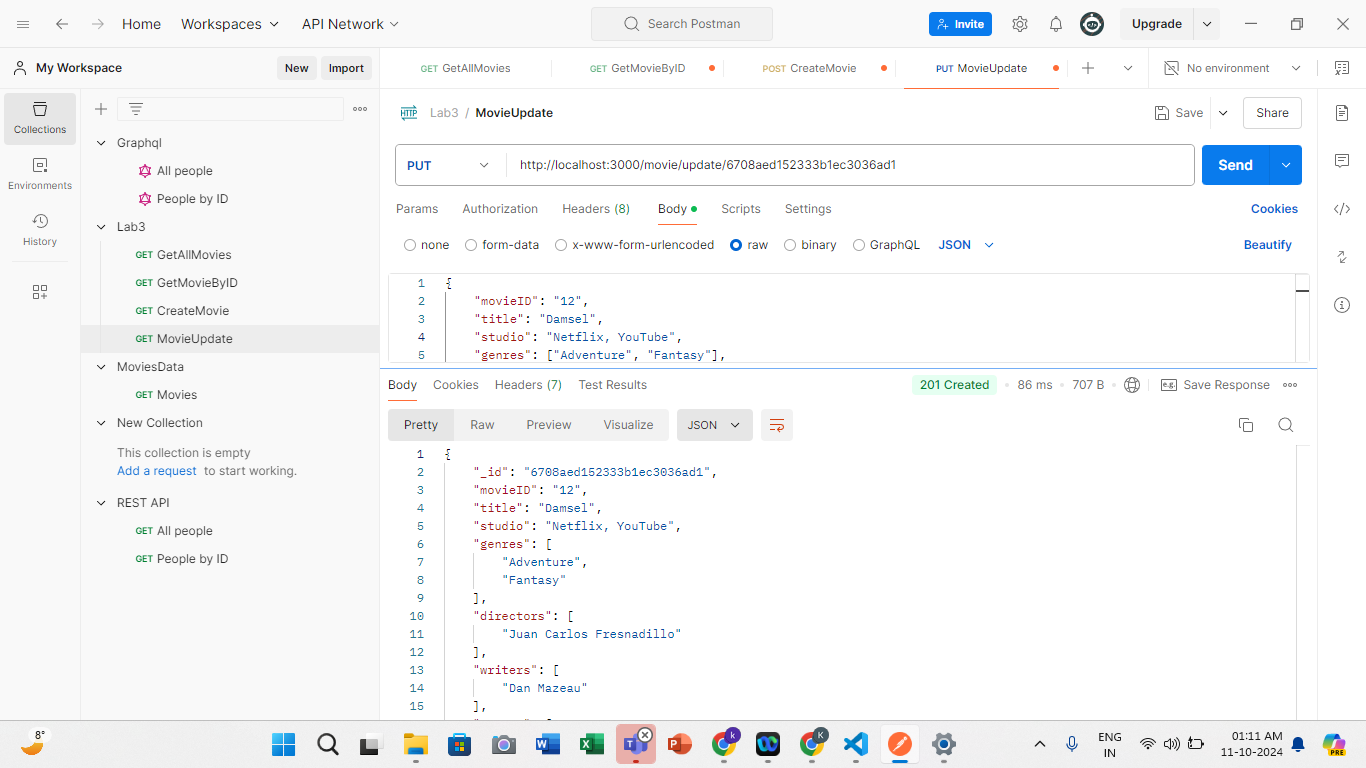 Home Workspaces API Network Search Postman Invite Upgrade
My Workspace New Import
GET GetAllMovies GET GetMovieByID POST CreateMovie PUT MovieUpdate No environment
Collections
Environments
History
Graphql
All people
People by ID
Lab3
GET GetAllMovies
GET GetMovieByID
GET CreateMovie
GET MovieUpdate
MoviesData
GET Movies
New Collection
This collection is empty
Add a request to start working.
REST API
GET All people
GET People by ID
HTTP Lab3 / MovieUpdate Save Share
PUT http://localhost:3000/movie/update/6708aed152333b1ec3036ad1 Send
Params Authorization Headers (8) Body Scripts Settings Cookies
none form-data x-www-form-urlencoded raw binary GraphQL JSON Beautify
1 {
2 "movieID": "12",
3 "title": "Damsel",
4 "studio": "Netflix, YouTube",
5 "genres": ["Adventure", "Fantasy"],
Body Cookies Headers (7) Test Results 201 Created 86 ms 707 B e.g. Save Response
Pretty Raw Preview Visualize JSON
1 {
2 "_id": "6708aed152333b1ec3036ad1",
3 "movieID": "12",
4 "title": "Damsel",
5 "studio": "Netflix, YouTube",
6 "genres": [
7 "Adventure",
8 "Fantasy"
9 ],
10 "directors": [
11 "Juan Carlos Fresnadillo"
12 ],
13 "writers": [
14 "Dan Mazeau"
15 ],
8°
ENG
IN
01:11 AM
11-10-2024
PRE